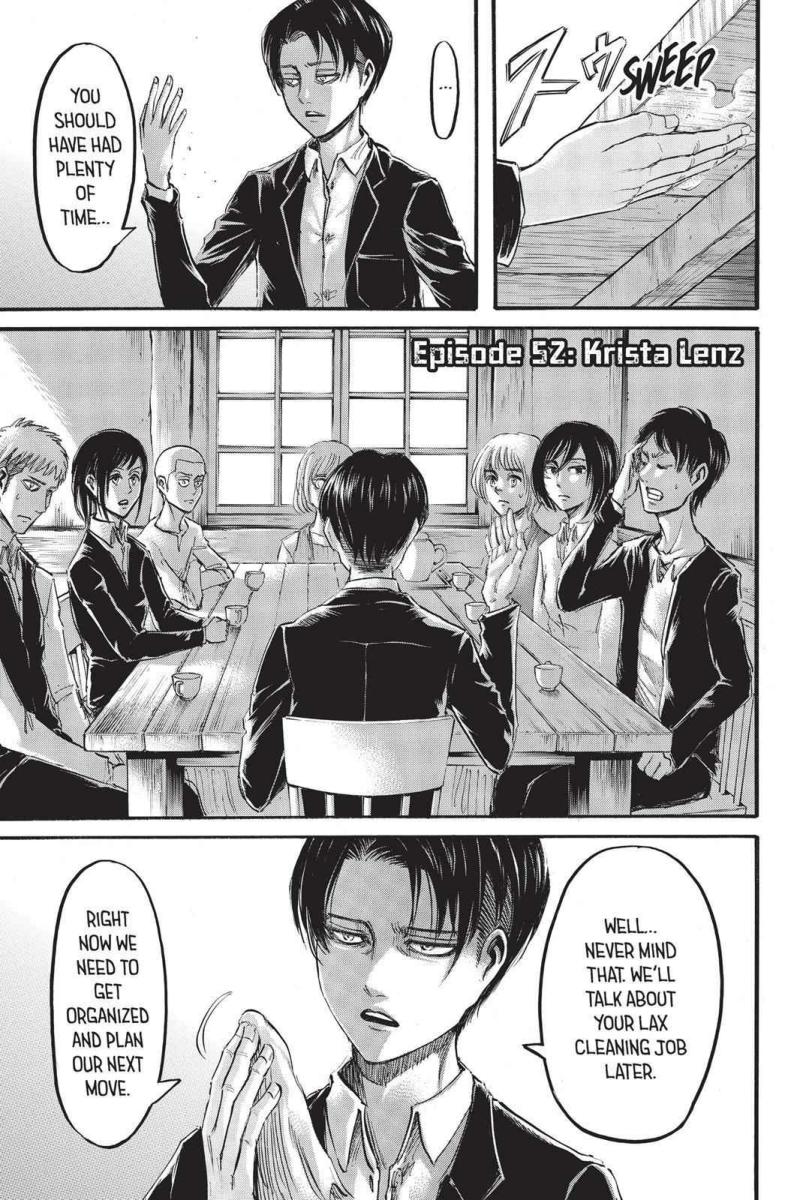 スゥ
SWEEP
...
YOU
SHOULD
HAVE HAD
PLENTY
OF
TIME...
Episode 52: Krista Lenz
WELL...
NEVER MIND
THAT. WE'LL
TALK ABOUT
YOUR LAX
CLEANING JOB
LATER.
RIGHT
NOW WE
NEED TO
GET
ORGANIZED
AND PLAN
OUR NEXT
MOVE.